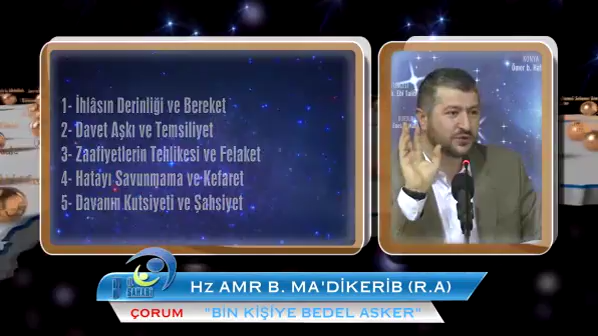 1- İhlâsın Derinliği ve Bereket
2- Davet Aşkı ve Temsiliyet
3- Zaafiyetlerin Tehlikesi ve Felaket
4- Hatayı Savunmama ve Kefaret
5- Davanın Kutsiyeti ve Şahsiyet
KONYA
Hz AMR B. MA'DİKERİB (R.A)
ÇORUM "BİN KİŞİYE BEDEL ASKER"